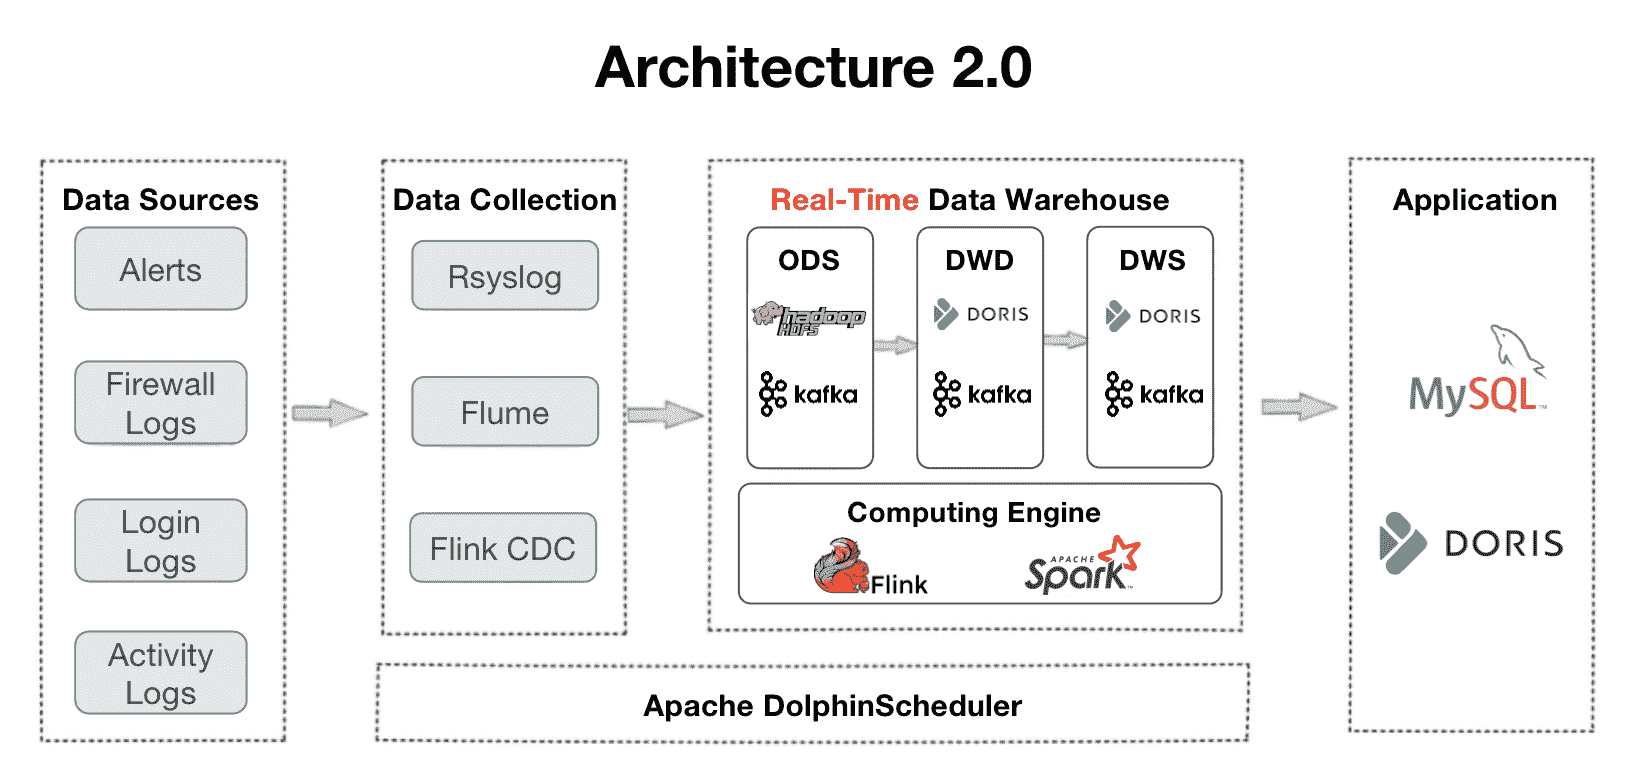 Architecture 2.0
Data Sources
Alerts
Firewall
Logs
Login
Logs
Activity
Logs
Data Collection
Rsyslog
Flume
Flink CDC
Real-Time Data Warehouse
ODS
hadoop
HDFS
kafka
DWD
DORIS
kafka
DWS
DORIS
kafka
Computing Engine
Flink
APACHE
Spark™
Apache DolphinScheduler
Application
MySQL™
DORIS